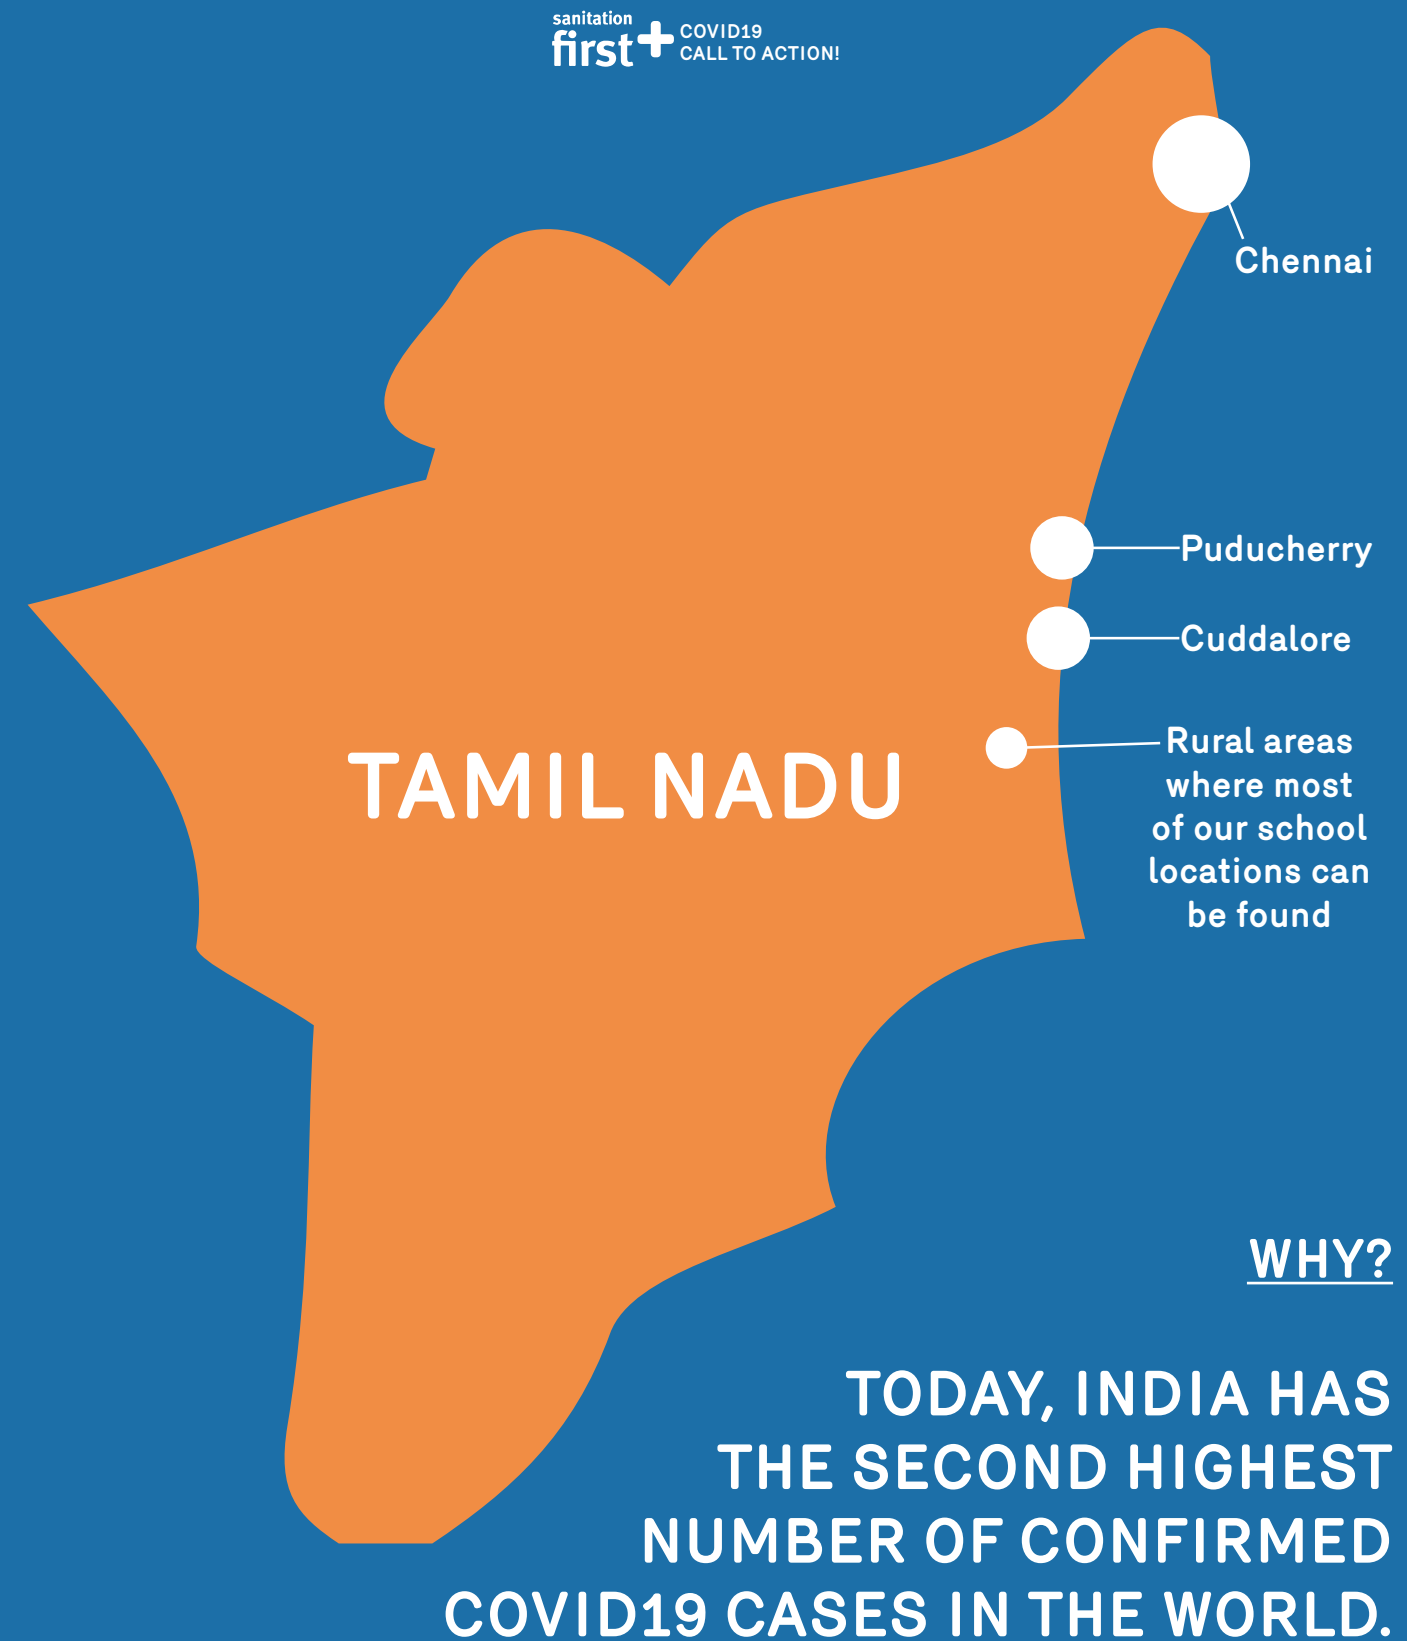 sanitation
first
COVID19
CALL TO ACTION!
Chennai
Puducherry
Cuddalore
Rural areas
where most
of our school
locations can
be found
TAMIL NADU
WHY?
TODAY, INDIA HAS
THE SECOND HIGHEST
NUMBER OF CONFIRMED
COVID19 CASES IN THE WORLD.